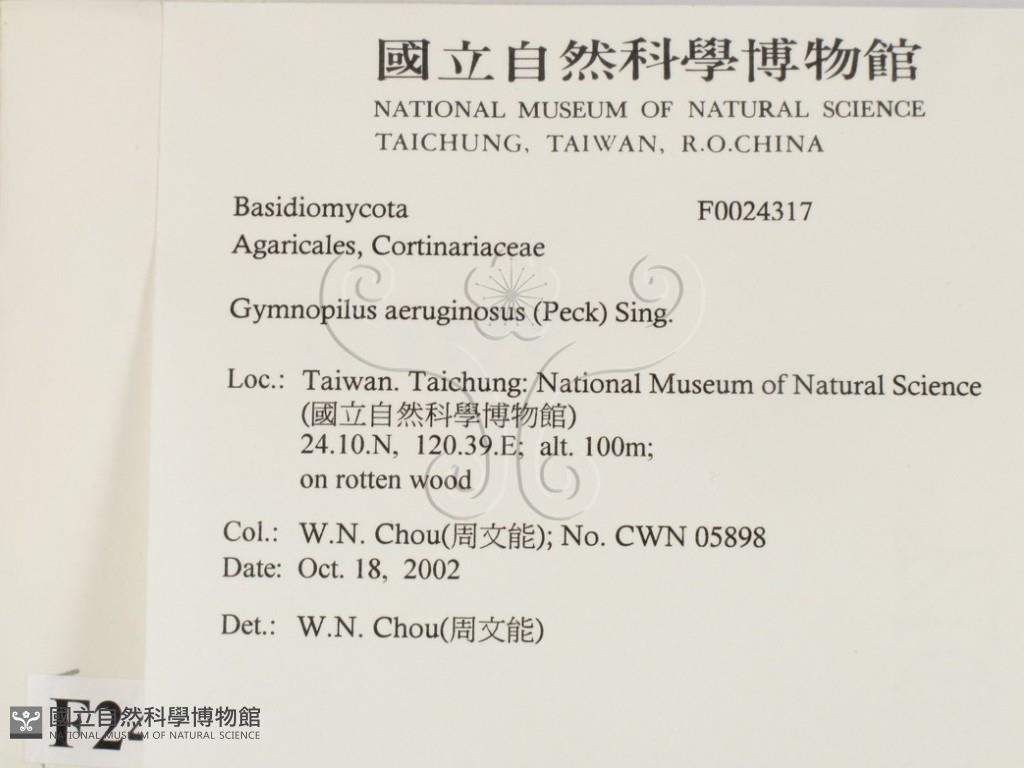 國立自然科學博物館
NATIONAL MUSEUM OF NATURAL SCIENCE
TAICHUNG, TAIWAN, R.O.CHINA
Basidiomycota F0024317
Agaricales, Cortinariaceae
Gymnopilus aeruginosus (Peck) Sing.
Loc.: Taiwan. Taichung: National Museum of Natural Science
(國立自然科學博物館)
24.10.N, 120.39.E; alt. 100m;
on rotten wood
Col.: W.N. Chou(周文能); No. CWN 05898
Date: Oct. 18, 2002
Det.: W.N. Chou(周文能)
國立自然科學博物館
NATIONAL MUSEUM OF NATURAL SCIENCE